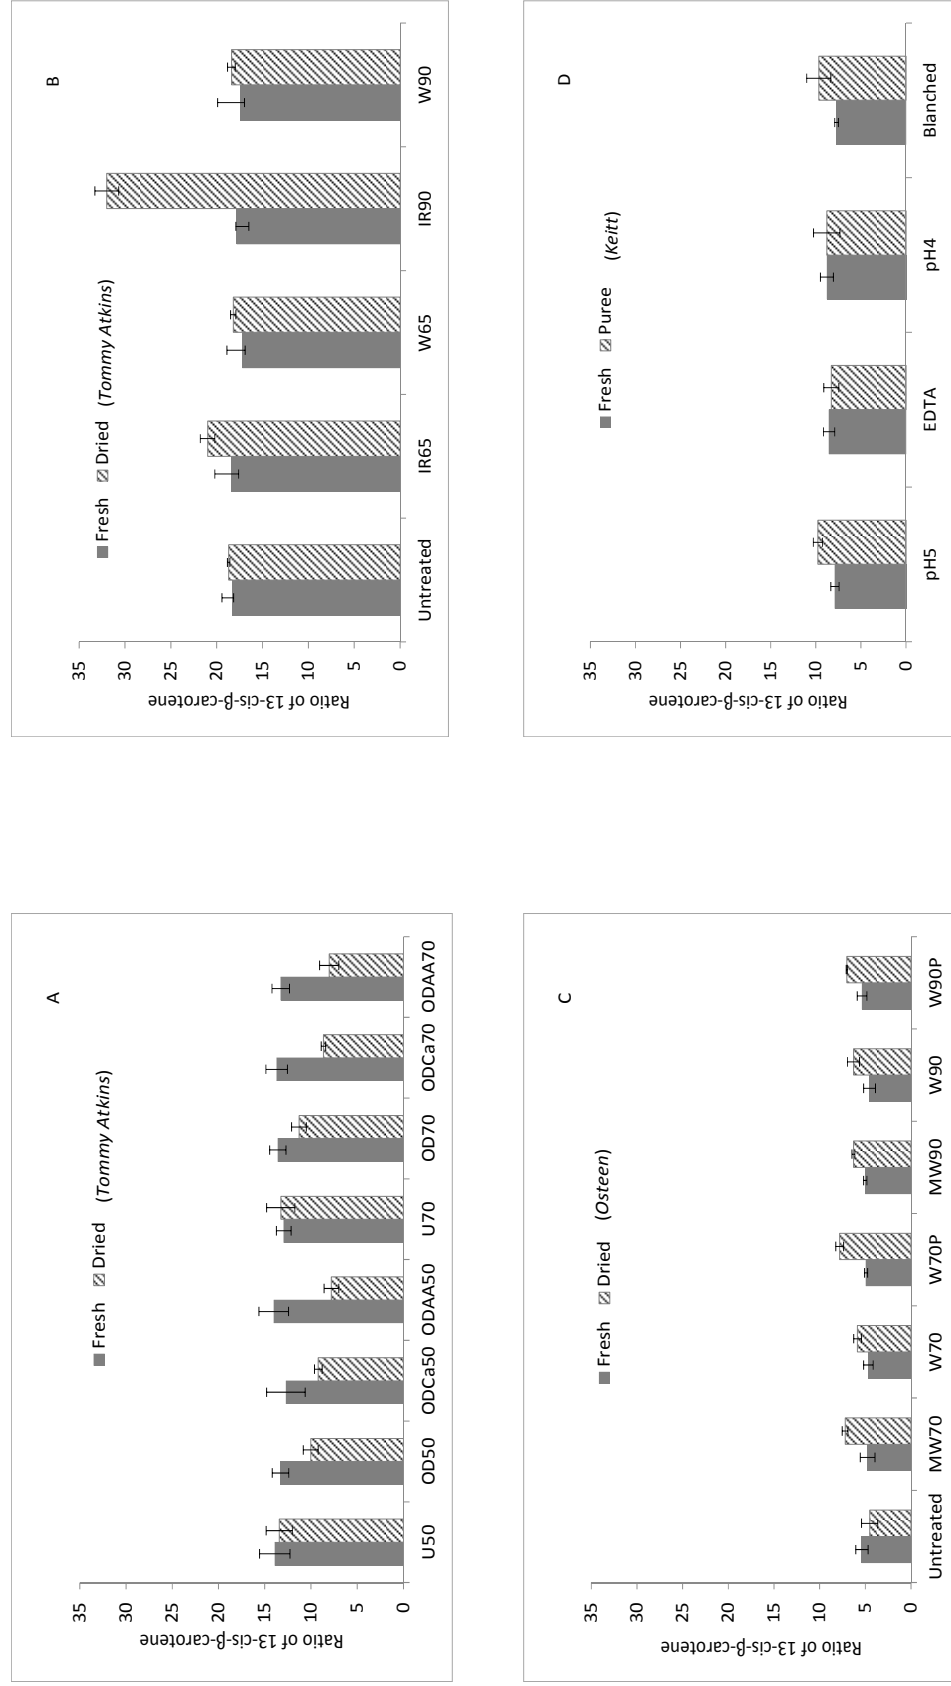 A
Fresh Dried (Tommy Atkins)
Ratio of 13-cis-β-carotene
35
30
25
20
15
10
5
0
U50 OD50 ODCa50 ODAA50 U70 OD70 ODCa70 ODAA70
B
Fresh Dried (Tommy Atkins)
Ratio of 13-cis-β-carotene
35
30
25
20
15
10
5
0
Untreated IR65 W65 IR90 W90
C
Fresh Dried (Osteen)
Ratio of 13-cis-β-carotene
35
30
25
20
15
10
5
0
Untreated MW70 W70 W70P MW90 W90 W90P
D
Fresh Puree (Keitt)
Ratio of 13-cis-β-carotene
35
30
25
20
15
10
5
0
pH5 EDTA pH4 Blanched